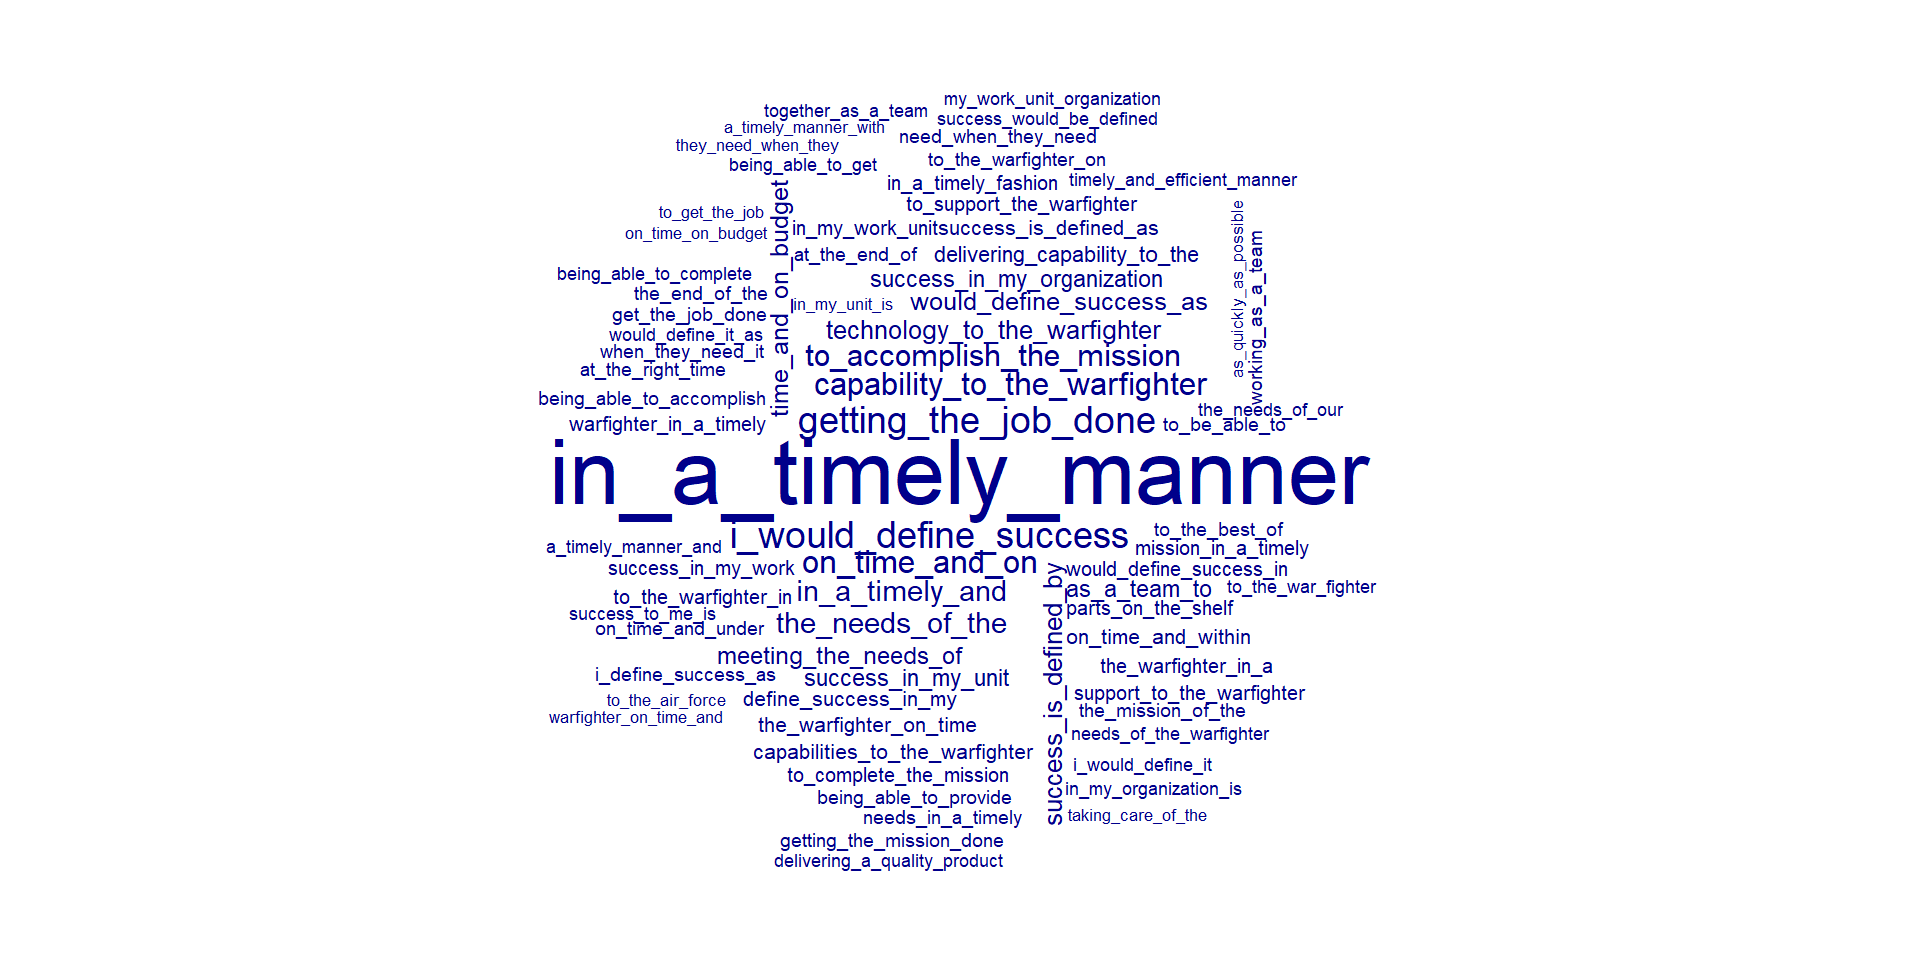 my_work_unit_organization
together_as_a_team
success_would_be_defined
a_timely_manner_with
need_when_they_need
they_need_when_they
to_the_warfighter_on
being_able_to_get
in_a_timely_fashion
timely_and_efficient_manner
to_support_the_warfighter
to_get_the_job
in_my_work_unit
success_is_defined_as
on_time_on_budget
time_and_on_budget
at_the_end_of
delivering_capability_to_the
as_quickly_as_possible
working_as_a_team
being_able_to_complete
success_in_my_organization
the_end_of_the
in_my_unit_is
would_define_success_as
get_the_job_done
technology_to_the_warfighter
would_define_it_as
when_they_need_it
to_accomplish_the_mission
at_the_right_time
capability_to_the_warfighter
being_able_to_accomplish
the_needs_of_our
warfighter_in_a_timely
getting_the_job_done
to_be_able_to
in_a_timely_manner
i_would_define_success
to_the_best_of
a_timely_manner_and
mission_in_a_timely
success_in_my_work
on_time_and_on
would_define_success_in
to_the_warfighter_in
in_a_timely_and
as_a_team_to
to_the_war_fighter
success_to_me_is
parts_on_the_shelf
on_time_and_under
the_needs_of_the
on_time_and_within
success_is_defined_by
meeting_the_needs_of
the_warfighter_in_a
i_define_success_as
success_in_my_unit
support_to_the_warfighter
to_the_air_force
define_success_in_my
the_mission_of_the
warfighter_on_time_and
the_warfighter_on_time
needs_of_the_warfighter
capabilities_to_the_warfighter
i_would_define_it
to_complete_the_mission
in_my_organization_is
being_able_to_provide
needs_in_a_timely
taking_care_of_the
getting_the_mission_done
delivering_a_quality_product